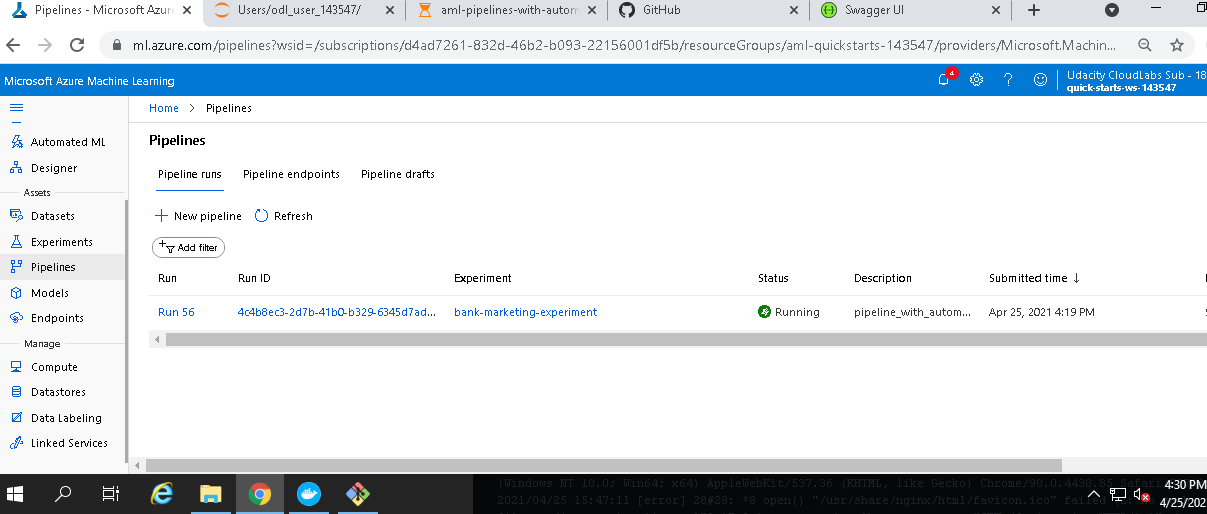 Pipelines - Microsoft Azure
Users/odl_user_143547/
aml-pipelines-with-autom
GitHub
Swagger UI
ml.azure.com/pipelines?wsid=/subscriptions/d4ad7261-832d-46b2-b093-22156001df5b/resourceGroups/aml-quickstarts-143547/providers/Microsoft.Machin...
Microsoft Azure Machine Learning
4
Udacity CloudLabs Sub - 18
quick-starts-ws-143547
Home > Pipelines
Automated ML
Designer
Assets
Datasets
Experiments
Pipelines
Models
Endpoints
Manage
Compute
Datastores
Data Labeling
Linked Services
Pipelines
Pipeline runs Pipeline endpoints Pipeline drafts
New pipeline Refresh
Add filter
Run Run ID Experiment Status Description Submitted time ↓
Run 56 4c4b8ec3-2d7b-41b0-b329-6345d7ad... bank-marketing-experiment Running pipeline_with_autom... Apr 25, 2021 4:19 PM
(Windows NT 10.0; Win64; x64) AppleWebKit/537.36 (KHTML, like Gecko) Chrome/90.0.4430.85 Safari
2021/04/25 15:47:11 [error] 28#28: *8 open() "/usr/share/nginx/html/favicon.ico" failed
4:30 PM
4/25/202